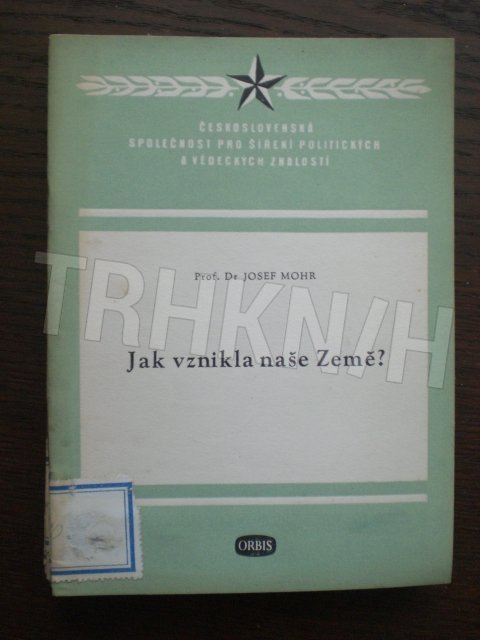 ČESKOSLOVENSKÁ
SPOLEČNOST PRO ŠÍŘENÍ POLITICKÝCH
A VĚDECKÝCH ZNALOSTÍ
Prof. Dr JOSEF MOHR
TRHKNIH
Jak vznikla naše Země?
ORBIS